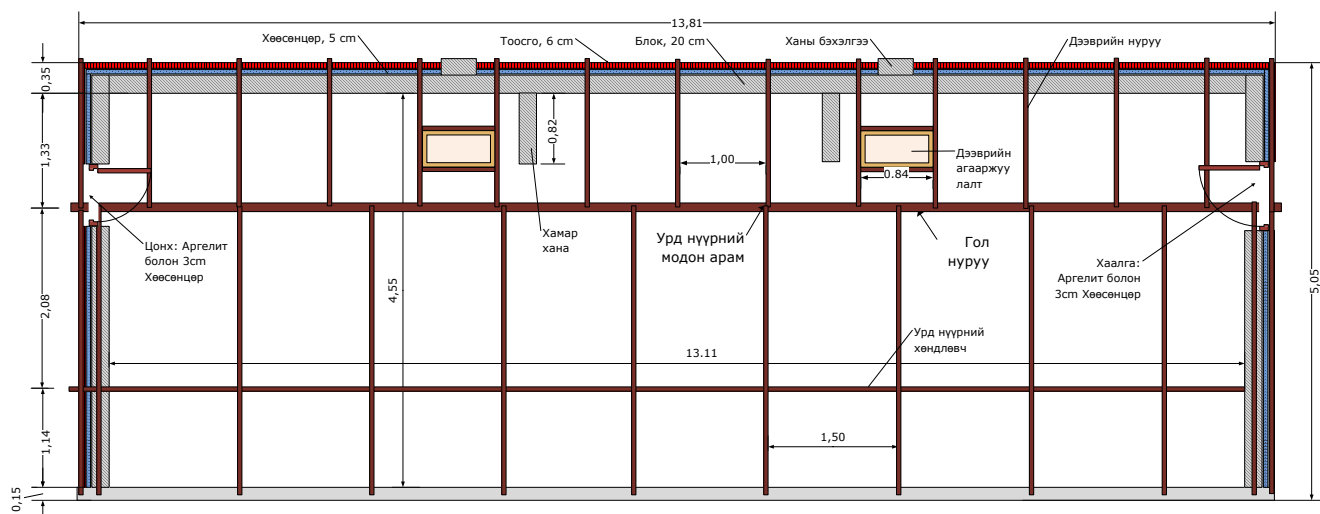 13,81
Хөөсөнцөр, 5 cm
Тоосго, 6 cm
Блок, 20 cm
Ханы бэхэлгээ
Дээврийн нуруу
0,35
1,33
0,82
1,00
0.84
Дээврийн
агааржуу
лалт
Цонх: Аргелит
болон 3cm
Хөөсөнцөр
Хамар
хана
Урд нүүрний
модон арам
Гол
нуруу
Хаалга:
Аргелит болон
3cm Хөөсөнцөр
2,08
4,55
5,05
Урд нүүрний
хөндлөвч
13.11
1,14
1,50
0,15